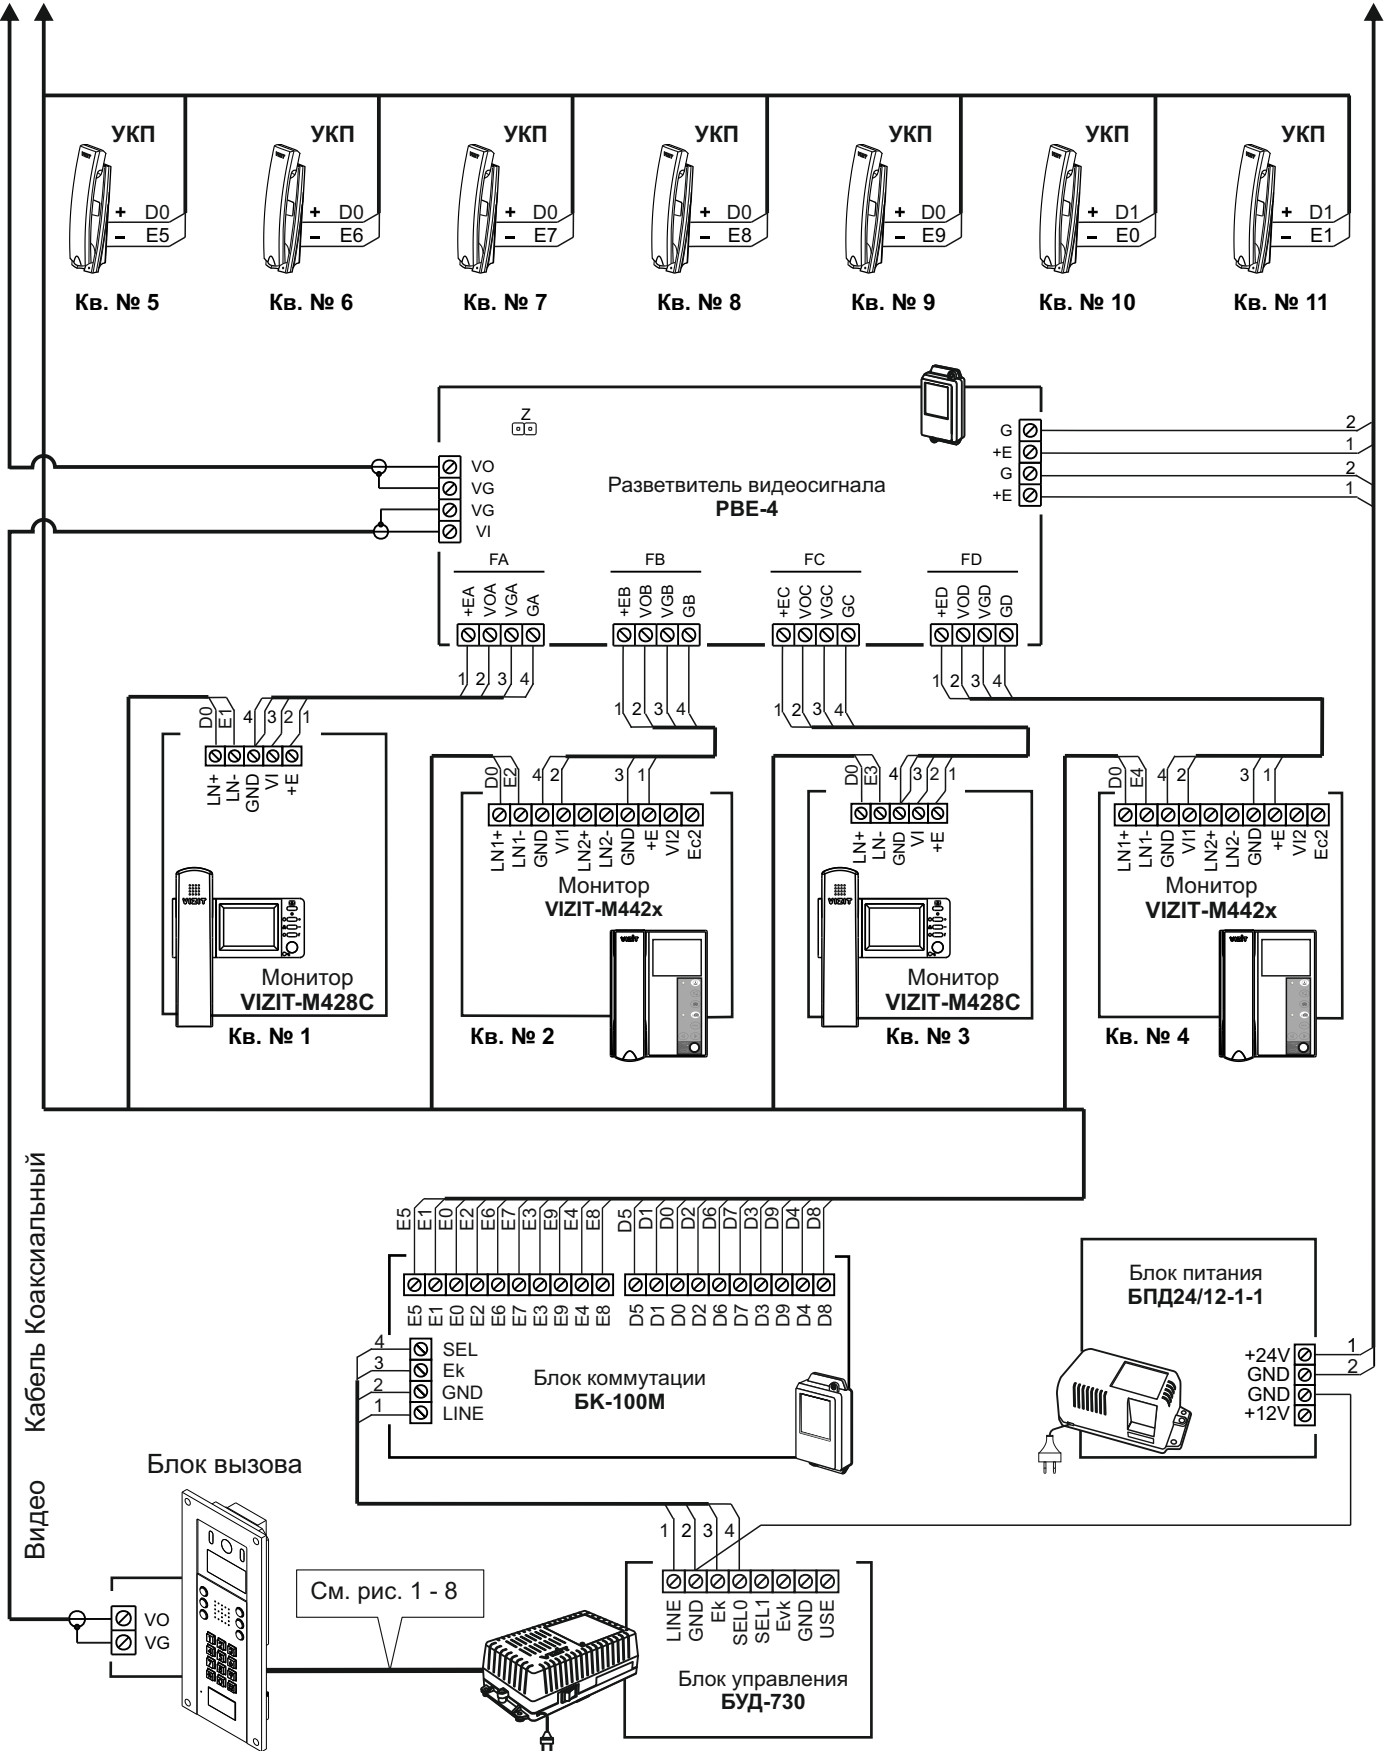 УКП УКП УКП УКП УКП УКП УКП
+ D0 + D0 + D0 + D0 + D0 + D1 + D1
– E5 – E6 – E7 – E8 – E9 – E0 – E1
Кв. № 5 Кв. № 6 Кв. № 7 Кв. № 8 Кв. № 9 Кв. № 10 Кв. № 11
Z
VO
VG
VG
VI
Разветвитель видеосигнала
РВЕ-4
G 2
+E 1
G 2
+E 1
FA FB FC FD
+EA VOA VGA GA
+EB VOB VGB GB
+EC VOC VGC GC
+ED VOD VGD GD
1 2 3 4
1 2 3 4
1 2 3 4
1 2 3 4
D0 E1 4 3 2 1
LN+ LN- GND VI +E
VIZIT
Монитор
VIZIT-M428C
Кв. № 1
D0 E2 4 2 3 1
LN1+ LN1- GND VI1 LN2+ LN2- GND +E VI2 Ec2
Монитор
VIZIT-M442x
VIZIT
Кв. № 2
D0 E3 4 3 2 1
LN+ LN- GND VI +E
VIZIT
Монитор
VIZIT-M428C
Кв. № 3
D0 E4 4 2 3 1
LN1+ LN1- GND VI1 LN2+ LN2- GND +E VI2 Ec2
Монитор
VIZIT-M442x
VIZIT
Кв. № 4
Видео Кабель Коаксиальный
E5 E1 E0 E2 E6 E7 E3 E9 E4 E8 D5 D1 D0 D2 D6 D7 D3 D9 D4 D8
E5 E1 E0 E2 E6 E7 E3 E9 E4 E8 D5 D1 D0 D2 D6 D7 D3 D9 D4 D8
4 SEL
3 Ek
2 GND
1 LINE
Блок коммутации
БК-100М
Блок питания
БПД24/12-1-1
+24V 1
GND 2
GND
+12V
Блок вызова
VO
VG
См. рис. 1 - 8
1 2 3 4
LINE GND Ek SEL0 SEL1 Evk GND USE
Блок управления
БУД-730